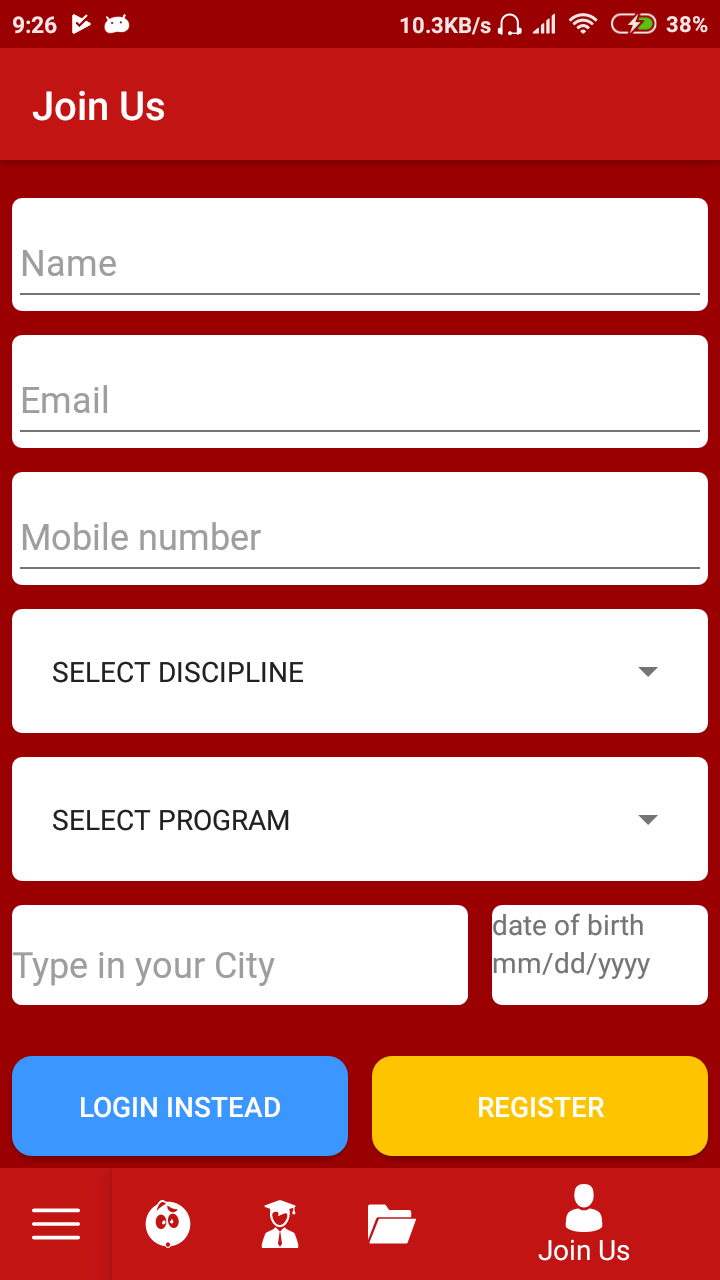 9:26 10.3KB/s 38%
Join Us
Name
Email
Mobile number
SELECT DISCIPLINE
SELECT PROGRAM
Type in your City
date of birth
mm/dd/yyyy
LOGIN INSTEAD
REGISTER
Join Us